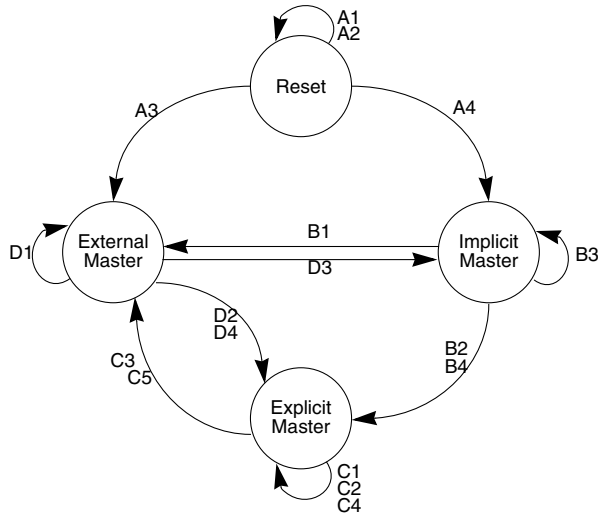 A1
A2
Reset
A3
A4
External
Master
Implicit
Master
B1
D3
D1
B3
D2
D4
B2
B4
C3
C5
Explicit
Master
C1
C2
C4